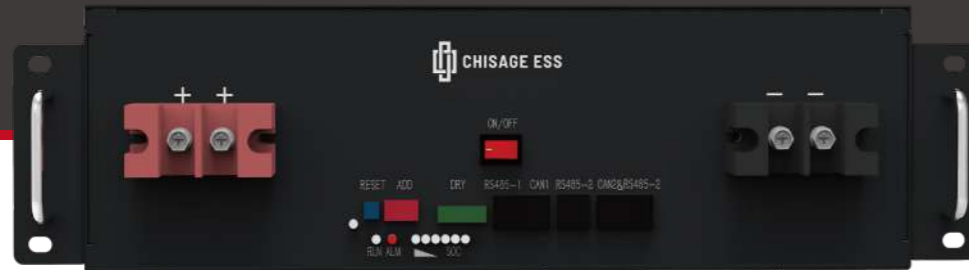 CHISAGE ESS
+ + − −
ON/OFF
RESET ADD DRY RS485-1 CAN1 RS485-2 CAN2&RS485-2
RUN ALM SOC